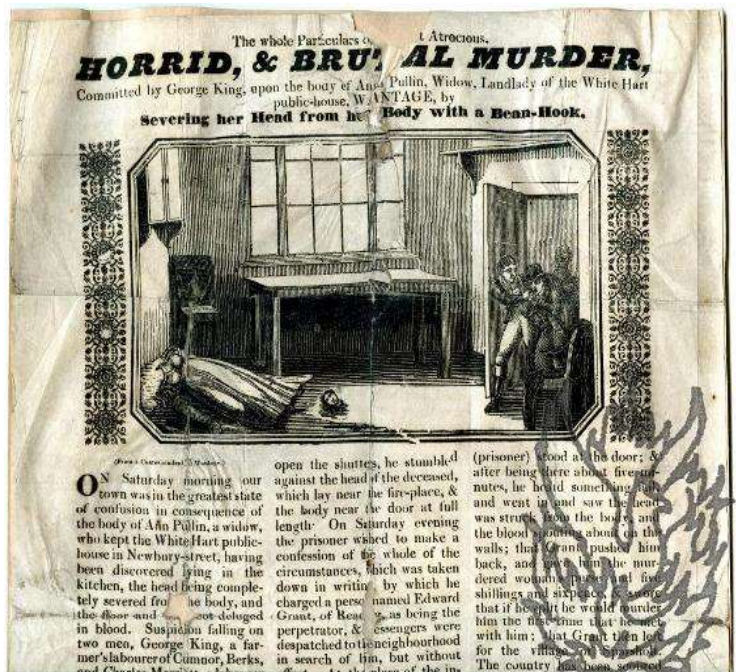 The whole Particulars o t Atrocious.
HORRID, & BRUTAL MURDER,
Committed by George King, upon the body of Ann Pullin, Widow, Landlady of the White Hart
public-house, WANTAGE, by
Severing her Head from her Body with a Bean-Hook.
ON Saturday morning our
town was in the greatest state
of confusion in consequence of
the body of Ann Pullin, a widow,
who kept the White Hart public-
house in Newbury-street, having
been discovered lying in the
kitchen, the head being comple-
tely severed from the body, and
the floor and deluged
in blood. Suspicion falling on
two men, George King, a far-
mer's labourer of Cumnor, Berks,
and Charles
open the shutters, he stumbled
against the head of the deceased,
which lay near the fire-place, &
the body near the door at full
length. On Saturday evening
the prisoner wished to make a
confession of the whole of the
circumstances, which was taken
down in writing by which he
charged a person named Edward
Grant, of Reading, as being the
perpetrator, & messengers were
despatched to the neighbourhood
in search of him, but without
of the in-
(prisoner) stood at the door; &
after being there about five mi-
nutes, he heard something fall,
and went in and saw the head
was struck from the body, and
the blood spouting about on the
walls; that Grant pushed him
back, and gave him the mur-
dered woman's purse and five
shillings and sixpence, & swore
that if he split he would murder
him the first time that he met
with him; that Grant then left
for the village of Sparsholt.
The country has been scoured